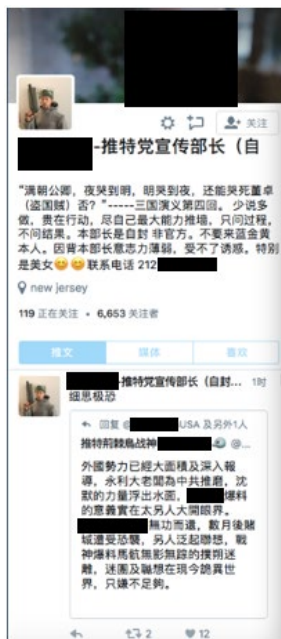 关注
-推特党宣传部长（自
“满朝公卿，夜哭到明，明哭到夜，还能哭死董卓
（盗国贼）否？”-----三国演义第四回。 少说多
做，贵在行动，尽自己最大能力推墙，只问过程，
不问结果。本部长是自封 非官方。不要来蓝金黄
本人。因背本部长意志力薄弱，受不了诱惑。特别
是美女😊😊联系电话 212
new jersey
119 正在关注 • 6,653 关注者
推文 媒体 喜欢
-推特党宣传部长（自封... 1时
细思极恐
回复 @ USA 及另外1人
推特荊棘鳥战神 @...
外國勢力已經大面積及深入報
導，永利大老闆為中共推磨，沈
默的力量浮出水面， 爆料
的意義實在太另人大開眼界。
無功而還，數月後賭
城遭受恐襲，另人泛起聯想，戰
神爆料馬航無影無踪的撲朔迷
離，迷團及聯想在現今詭異世
界，只嫌不足夠。
2 12